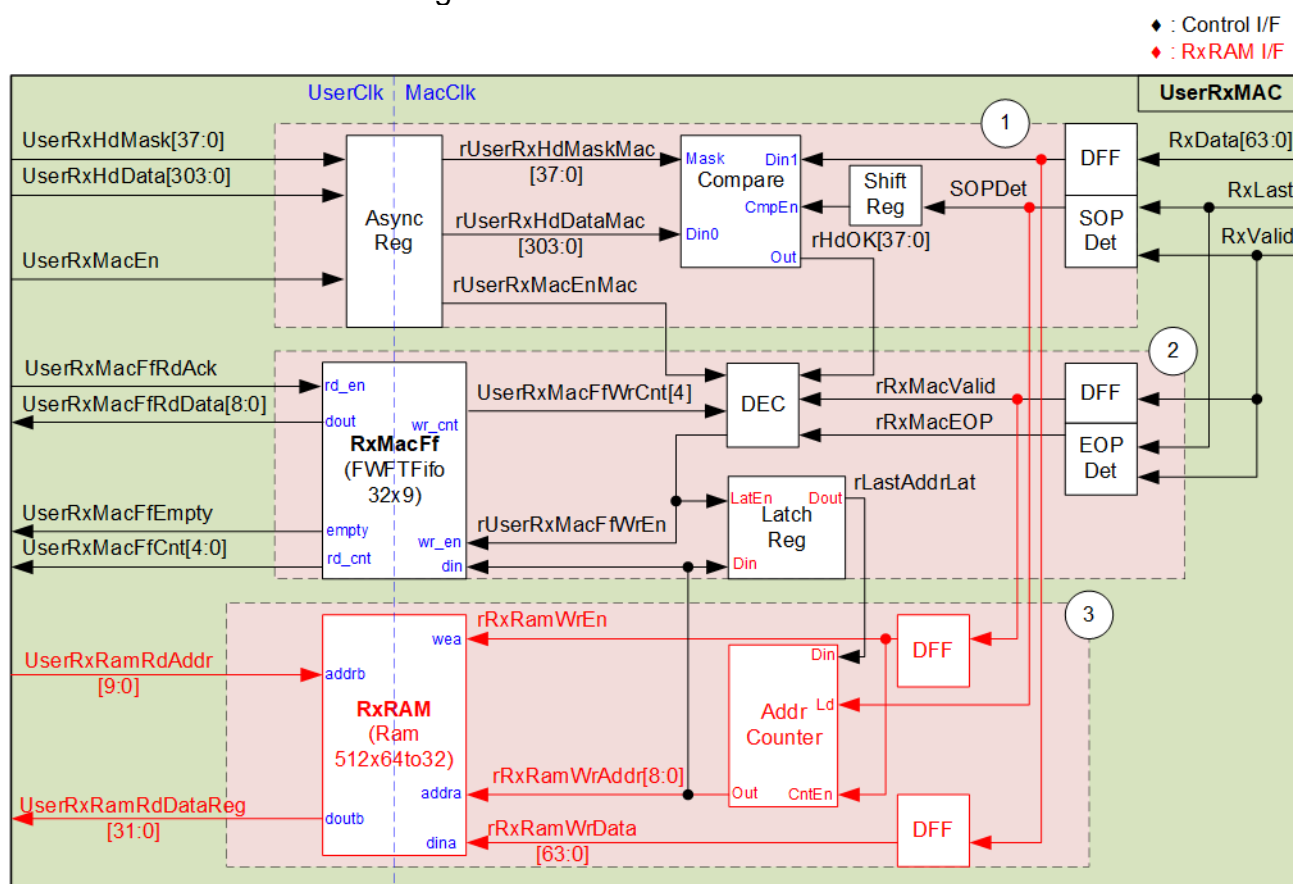 ♦ : Control I/F
♦ : RxRAM I/F
UserClk MacClk
UserRxMAC
1
UserRxHdMask[37:0]
UserRxHdData[303:0]
UserRxMacEn
Async
Reg
rUserRxHdMaskMac
[37:0]
rUserRxHdDataMac
[303:0]
rUserRxMacEnMac
Mask Din1
Compare
CmpEn
Din0
Out
Shift
Reg
SOPDet
rHdOK[37:0]
DFF
SOP
Det
RxData[63:0]
RxLast
RxValid
2
UserRxMacFfRdAck
UserRxMacFfRdData[8:0]
UserRxMacFfEmpty
UserRxMacFfCnt[4:0]
rd_en
dout
wr_cnt
RxMacFf
(FWFTFifo
32x9)
empty
wr_en
rd_cnt
din
UserRxMacFfWrCnt[4]
DEC
rRxMacValid
rRxMacEOP
DFF
EOP
Det
rUserRxMacFfWrEn
LatEn Dout
Latch
Reg
Din
rLastAddrLat
3
UserRxRamRdAddr
[9:0]
UserRxRamRdDataReg
[31:0]
wea
addrb
RxRAM
(Ram
512x64to32)
addra
doutb
dina
rRxRamWrEn
rRxRamWrAddr[8:0]
rRxRamWrData
[63:0]
Din
Addr Ld
Counter
Out CntEn
DFF
DFF